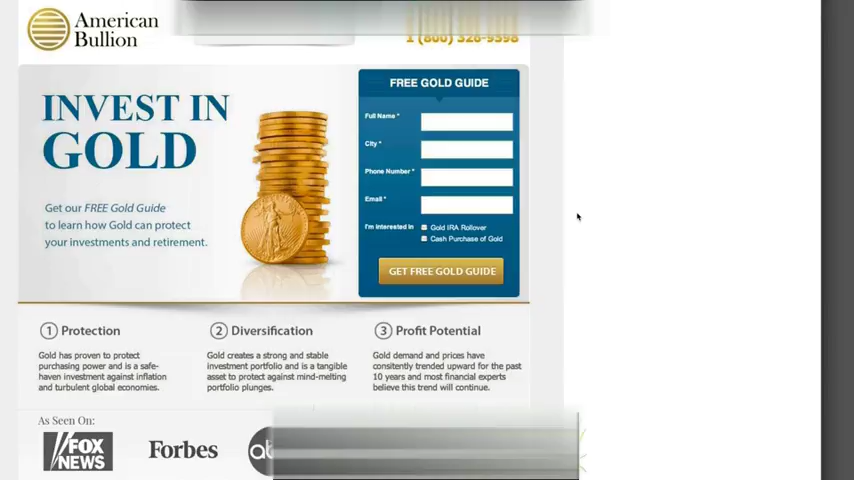 American
Bullion
INVEST IN
GOLD
Get our FREE Gold Guide
to learn how Gold can protect
your investments and retirement.
FREE GOLD GUIDE
Full Name *
City *
Phone Number *
Email *
I'm interested in
Gold IRA Rollover
Cash Purchase of Gold
GET FREE GOLD GUIDE
1 Protection
Gold has proven to protect
purchasing power and is a safe-
haven investment against inflation
and turbulent global economies.
2 Diversification
Gold creates a strong and stable
investment portfolio and is a tangible
asset to protect against mind-melting
portfolio plunges.
3 Profit Potential
Gold demand and prices have
consitently trended upward for the past
10 years and most financial experts
believe this trend will continue.
As Seen On:
FOX
NEWS
Forbes